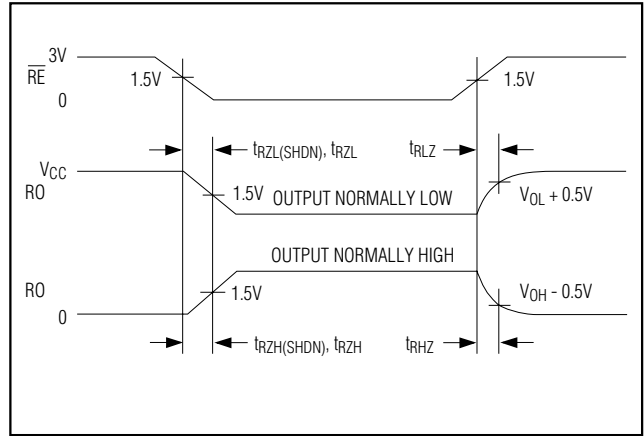 3V
RE
1.5V
1.5V
0
tRZL(SHDN), tRZL
tRLZ
VCC
RO
1.5V
OUTPUT NORMALLY LOW
VOL + 0.5V
OUTPUT NORMALLY HIGH
RO
1.5V
VOH - 0.5V
0
tRZH(SHDN), tRZH
tRHZ